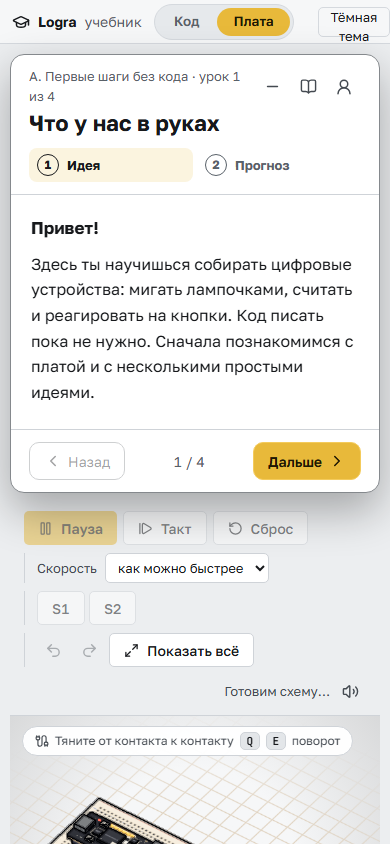 Logra учебник Код Плата Тёмная тема
А. Первые шаги без кода · урок 1
из 4
Что у нас в руках
1 Идея 2 Прогноз
Привет!
Здесь ты научишься собирать цифровые
устройства: мигать лампочками, считать
и реагировать на кнопки. Код писать
пока не нужно. Сначала познакомимся с
платой и с несколькими простыми
идеями.
Назад 1 / 4 Дальше
Пауза Такт Сброс
Скорость как можно быстрее
S1 S2
Показать всё
Готовим схему...
Тяните от контакта к контакту Q E поворот